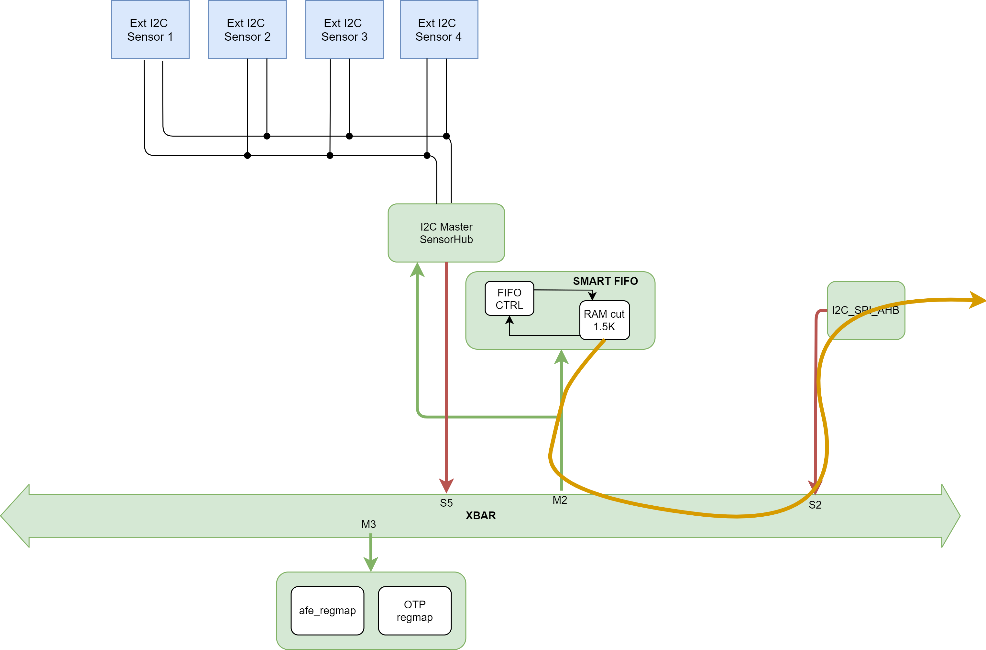 Ext I2C
Sensor 1
Ext I2C
Sensor 2
Ext I2C
Sensor 3
Ext I2C
Sensor 4
I2C Master
SensorHub
SMART FIFO
FIFO
CTRL
RAM cut
1.5K
I2C_SPI_AHB
S5
M2
S2
XBAR
M3
afe_regmap
OTP
regmap